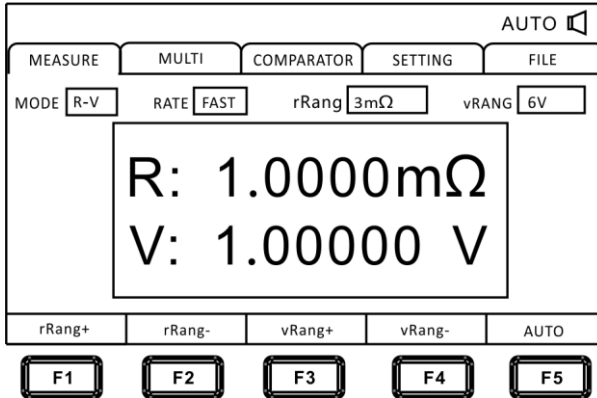 AUTO
MEASURE MULTI COMPARATOR SETTING FILE
MODE R-V RATE FAST rRang 3mΩ vRANG 6V
R: 1.0000mΩ
V: 1.00000 V
rRang+ rRang- vRang+ vRang- AUTO
F1 F2 F3 F4 F5